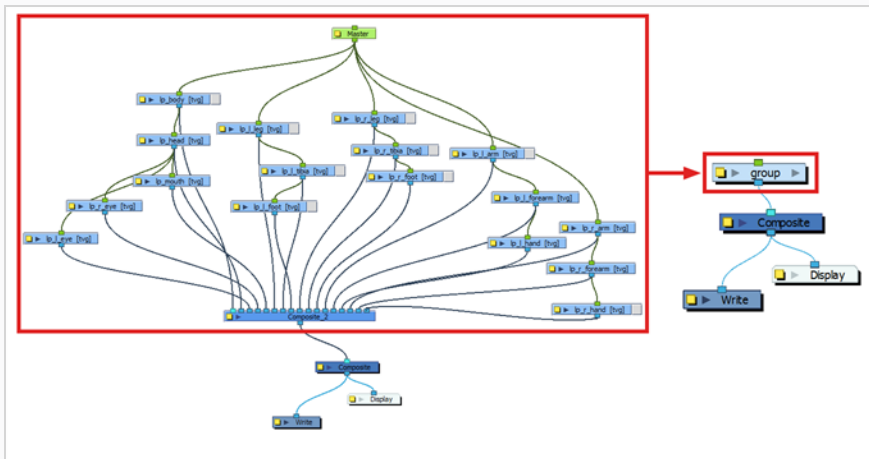 Master
lp_body [tvg]
lp_head [tvg]
lp_mouth [tvg]
lp_r_eye [tvg]
lp_l_eye [tvg]
lp_l_leg [tvg]
lp_l_tibia [tvg]
lp_l_foot [tvg]
lp_r_leg [tvg]
lp_r_tibia [tvg]
lp_r_foot [tvg]
lp_l_arm [tvg]
lp_l_forearm [tvg]
lp_l_hand [tvg]
lp_r_arm [tvg]
lp_r_forearm [tvg]
lp_r_hand [tvg]
Composite_2
Composite
Display
Write
group
Composite
Display
Write